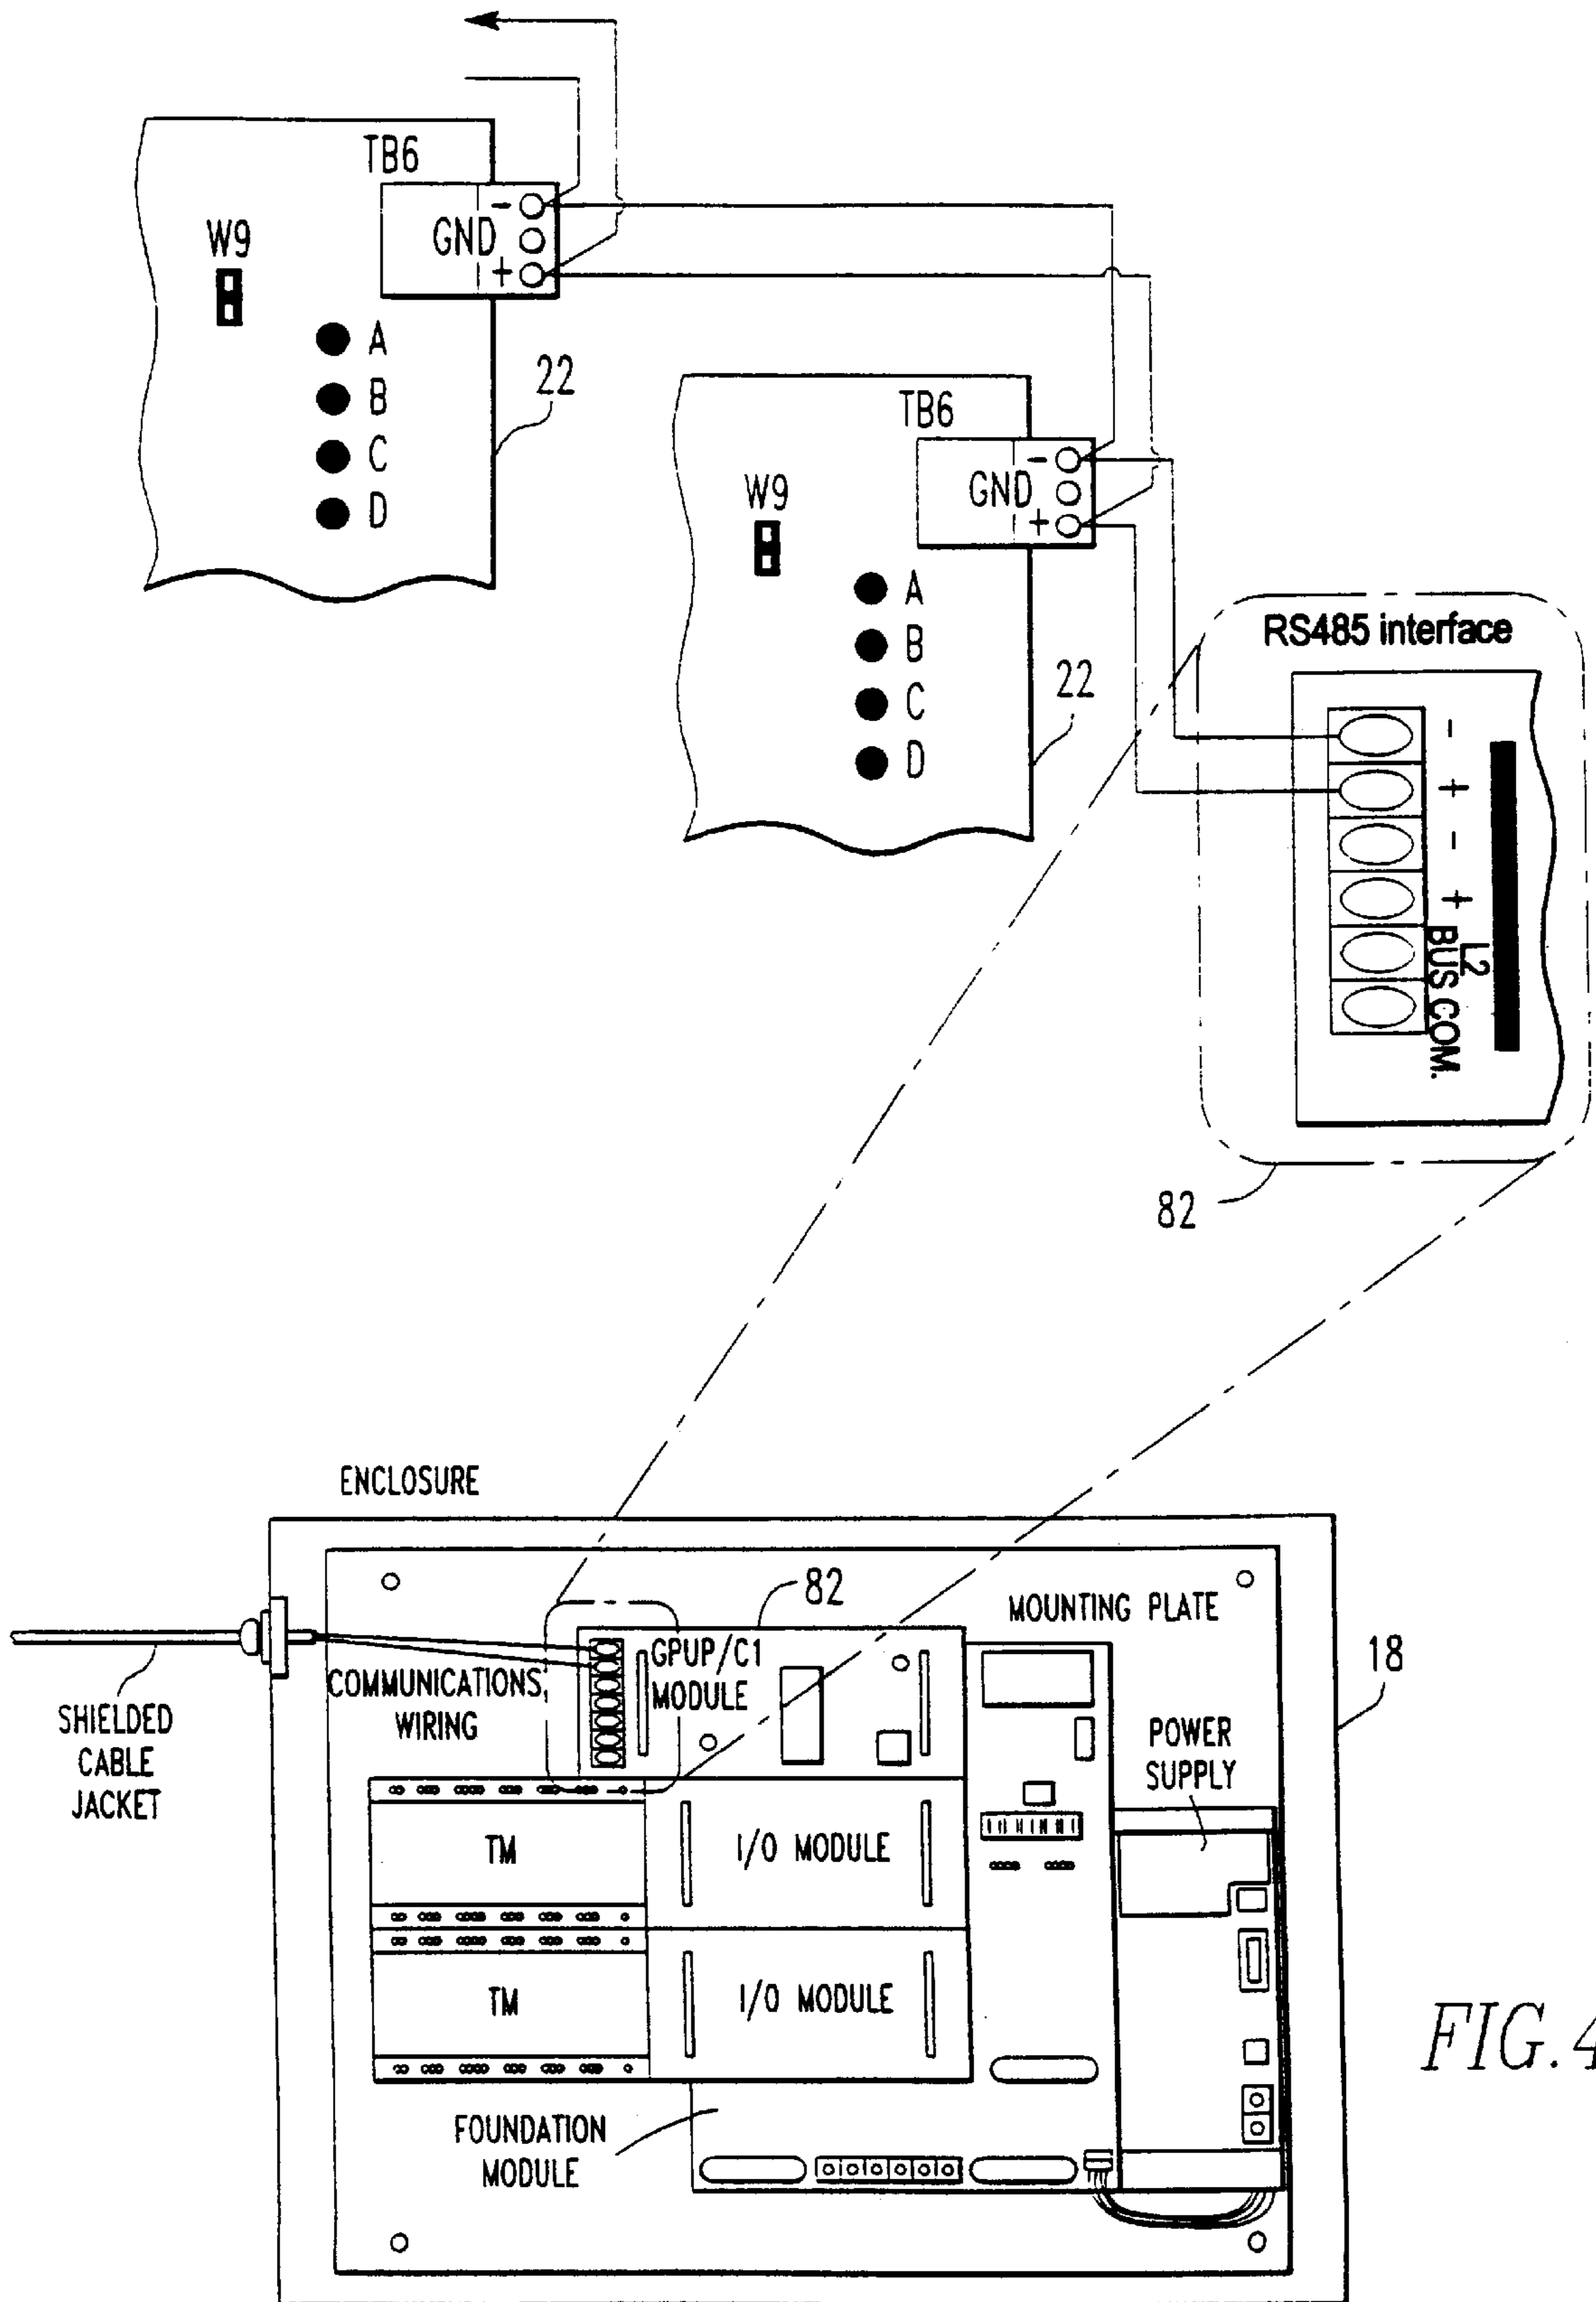 TB6
-
GND
+
W9
A
B
C
D
22
TB6
-
GND
+
W9
A
B
C
D
22
RS485 interface
-
+
-
+
L2
BUS COM.
82
ENCLOSURE
82
MOUNTING PLATE
GPUP/C1
MODULE
18
COMMUNICATIONS
WIRING
SHIELDED
CABLE
JACKET
POWER
SUPPLY
TM
I/O MODULE
TM
I/O MODULE
FOUNDATION
MODULE
FIG.4